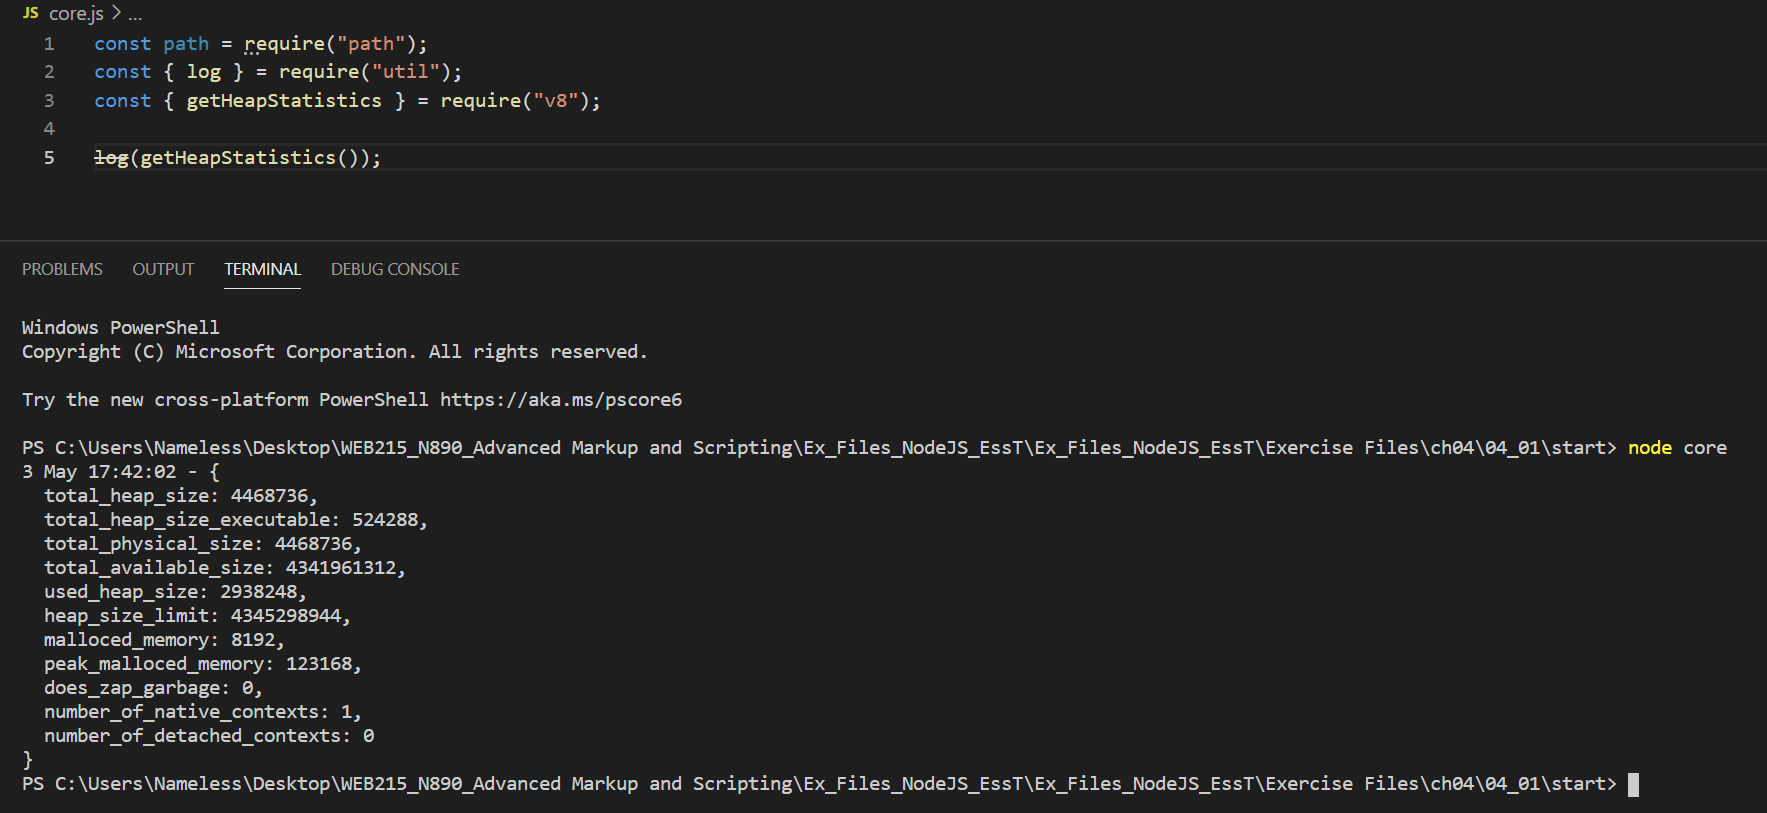 JS core.js > ...
1 const path = require("path");
2 const { log } = require("util");
3 const { getHeapStatistics } = require("v8");
4
5 log(getHeapStatistics());
PROBLEMS OUTPUT TERMINAL DEBUG CONSOLE
Windows PowerShell
Copyright (C) Microsoft Corporation. All rights reserved.
Try the new cross-platform PowerShell https://aka.ms/pscore6
PS C:\Users\Nameless\Desktop\WEB215_N890_Advanced Markup and Scripting\Ex_Files_NodeJS_EssT\Ex_Files_NodeJS_EssT\Exercise Files\ch04\04_01\start> node core
3 May 17:42:02 - {
  total_heap_size: 4468736,
  total_heap_size_executable: 524288,
  total_physical_size: 4468736,
  total_available_size: 4341961312,
  used_heap_size: 2938248,
  heap_size_limit: 4345298944,
  malloced_memory: 8192,
  peak_malloced_memory: 123168,
  does_zap_garbage: 0,
  number_of_native_contexts: 1,
  number_of_detached_contexts: 0
}
PS C:\Users\Nameless\Desktop\WEB215_N890_Advanced Markup and Scripting\Ex_Files_NodeJS_EssT\Ex_Files_NodeJS_EssT\Exercise Files\ch04\04_01\start>